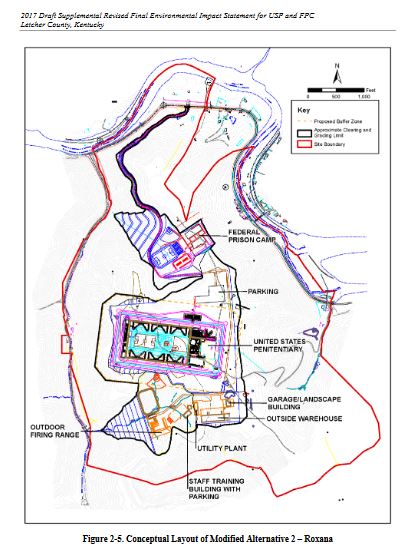 2017 Draft Supplemental Revised Final Environmental Impact Statement for USP and FPC
Letcher County, Kentucky
N
Feet
0 500 1,000
Key
Proposed Buffer Zone
Approximate Clearing and
Grading Limit
Site Boundary
FEDERAL
PRISON CAMP
PARKING
UNITED STATES
PENITENTIARY
GARAGE/LANDSCAPE
BUILDING
OUTSIDE WAREHOUSE
OUTDOOR
FIRING RANGE
UTILITY PLANT
STAFF TRAINING
BUILDING WITH
PARKING
Figure 2-5. Conceptual Layout of Modified Alternative 2 – Roxana